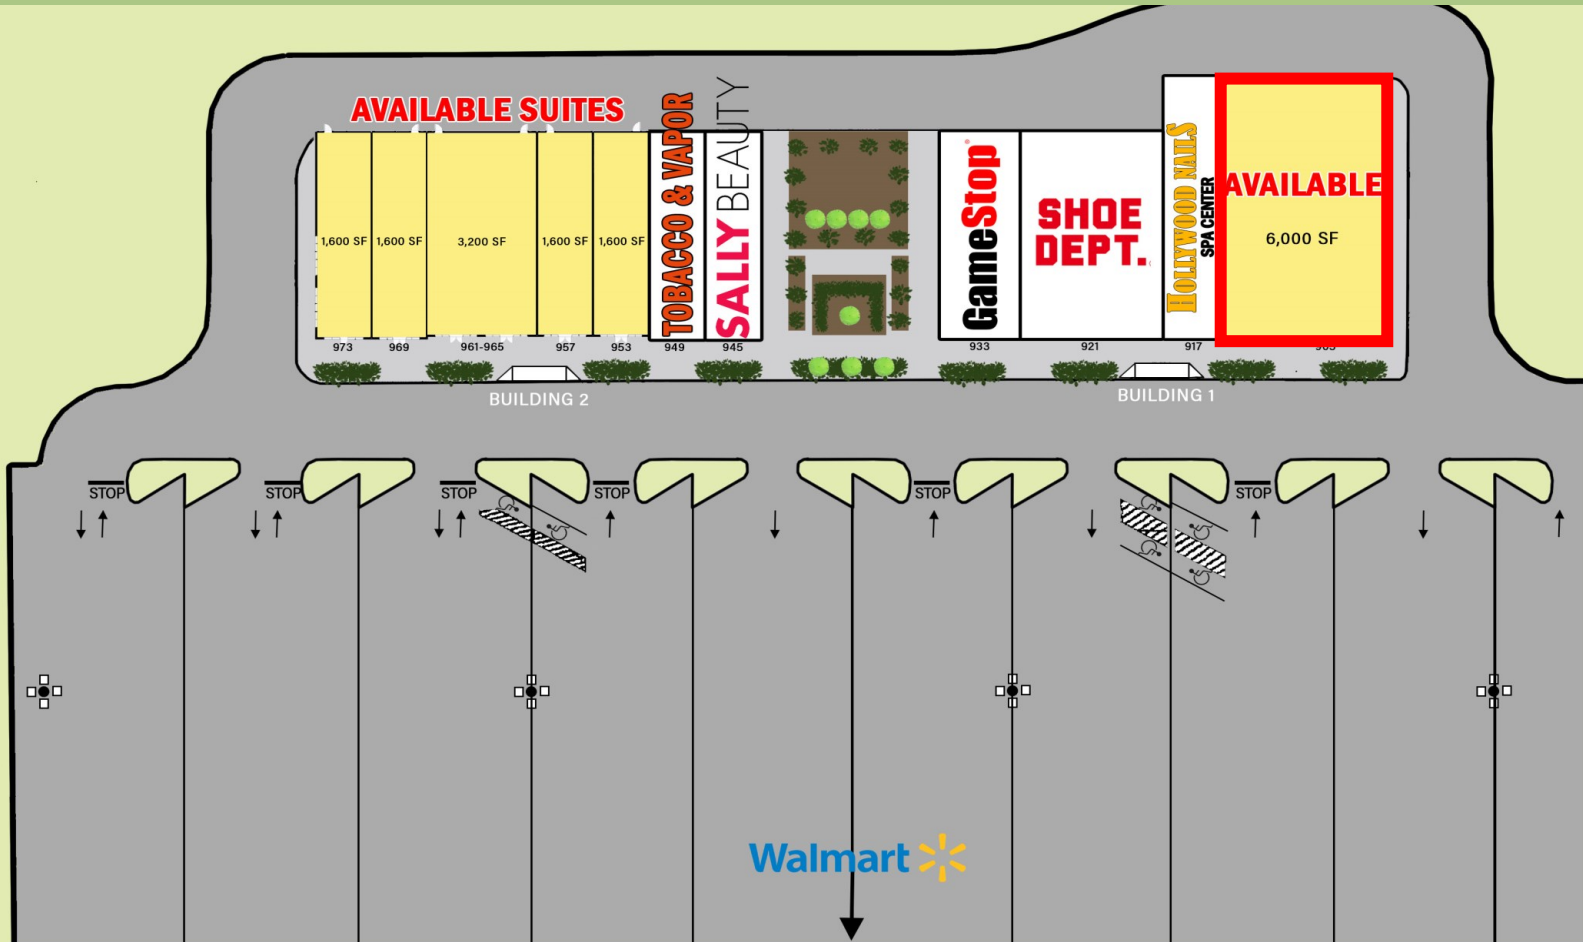 AVAILABLE SUITES
1,600 SF
1,600 SF
3,200 SF
1,600 SF
1,600 SF
TOBACCO & VAPOR
SALLY BEAUTY
GameStop
SHOE
DEPT.
HOLLYWOOD NAILS
SPA CENTER
AVAILABLE
6,000 SF
973
969
961-965
957
953
949
945
933
921
917
BUILDING 2
BUILDING 1
STOP
STOP
STOP
STOP
STOP
STOP
Walmart